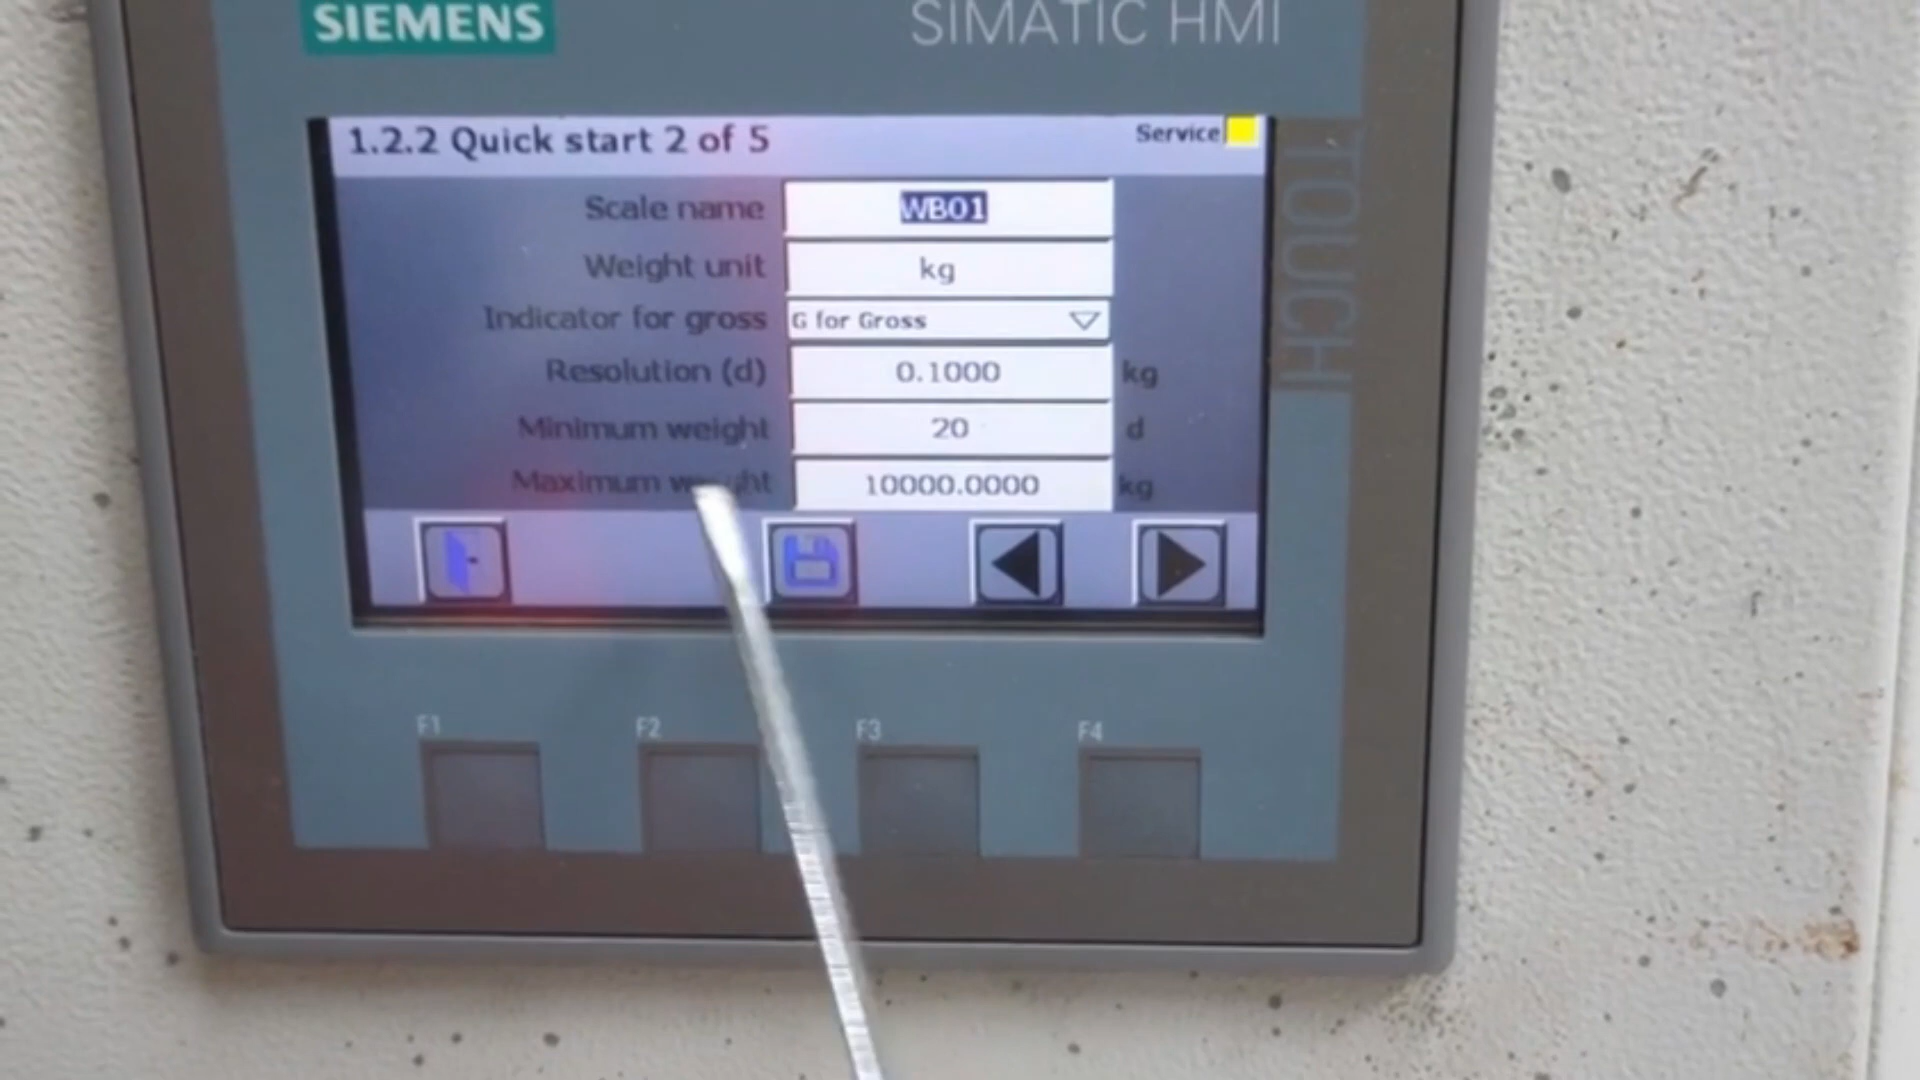 SIEMENS
SIMATIC HMI
TOUCH
1.2.2 Quick start 2 of 5
Service
Scale name WB01
Weight unit kg
Indicator for gross G for Gross
Resolution (d) 0.1000 kg
Minimum weight 20 d
Maximum weight 10000.0000 kg
F1 F2 F3 F4